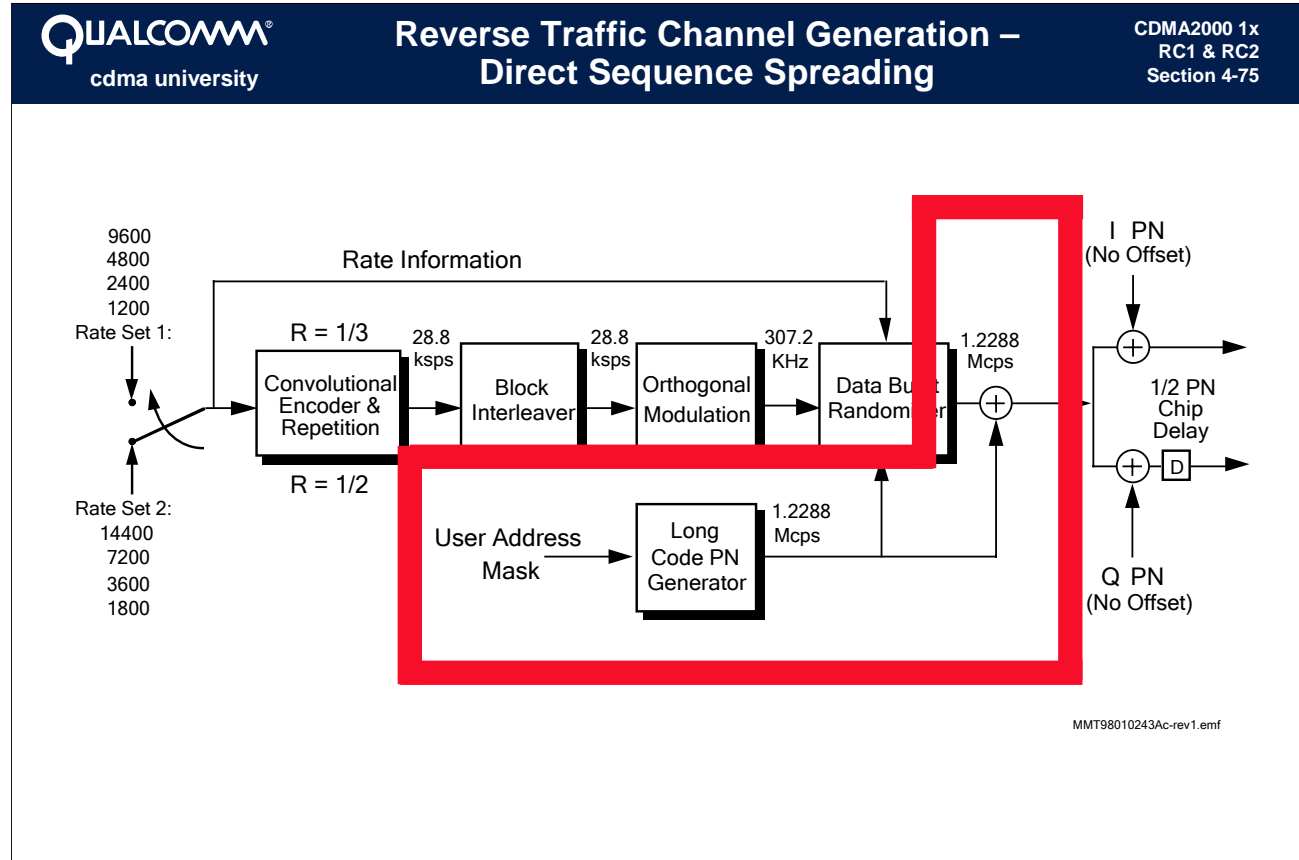 QUALCOMM®
cdma university
Reverse Traffic Channel Generation –
Direct Sequence Spreading
CDMA2000 1x
RC1 & RC2
Section 4-75
9600
4800
2400
1200
Rate Set 1:
Rate Information
R = 1/3
Convolutional
Encoder &
Repetition
R = 1/2
28.8
ksps
Block
Interleaver
28.8
ksps
Orthogonal
Modulation
307.2
KHz
Data Burst
Randomizer
1.2288
Mcps
I PN
(No Offset)
1/2 PN
Chip
Delay
D
Q PN
(No Offset)
Rate Set 2:
14400
7200
3600
1800
User Address
Mask
Long
Code PN
Generator
1.2288
Mcps
MMT98010243Ac-rev1.emf